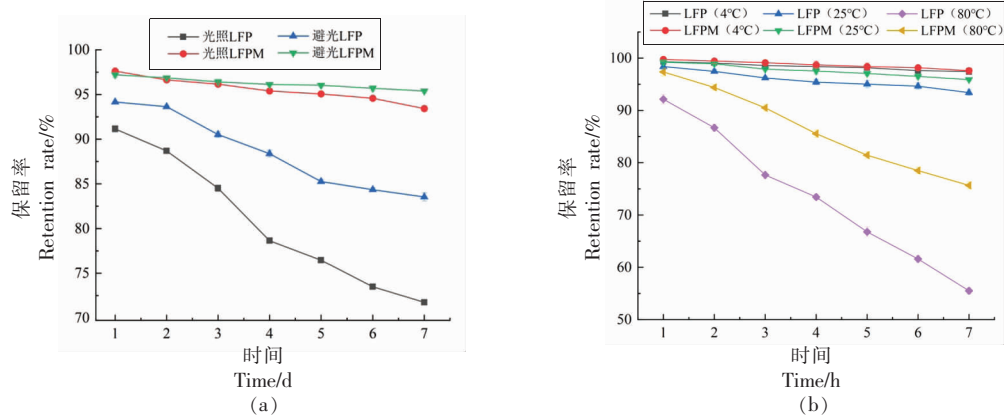 光照LFP 避光LFP
光照LFPM 避光LFPM
100
95
90
85
80
75
70
保留率
Retention rate/%
1 2 3 4 5 6 7
时间
Time/d
(a)
LFP（4℃） LFP（25℃） LFP（80℃）
LFPM（4℃） LFPM（25℃） LFPM（80℃）
100
90
80
70
60
50
保留率
Retention rate/%
1 2 3 4 5 6 7
时间
Time/h
(b)